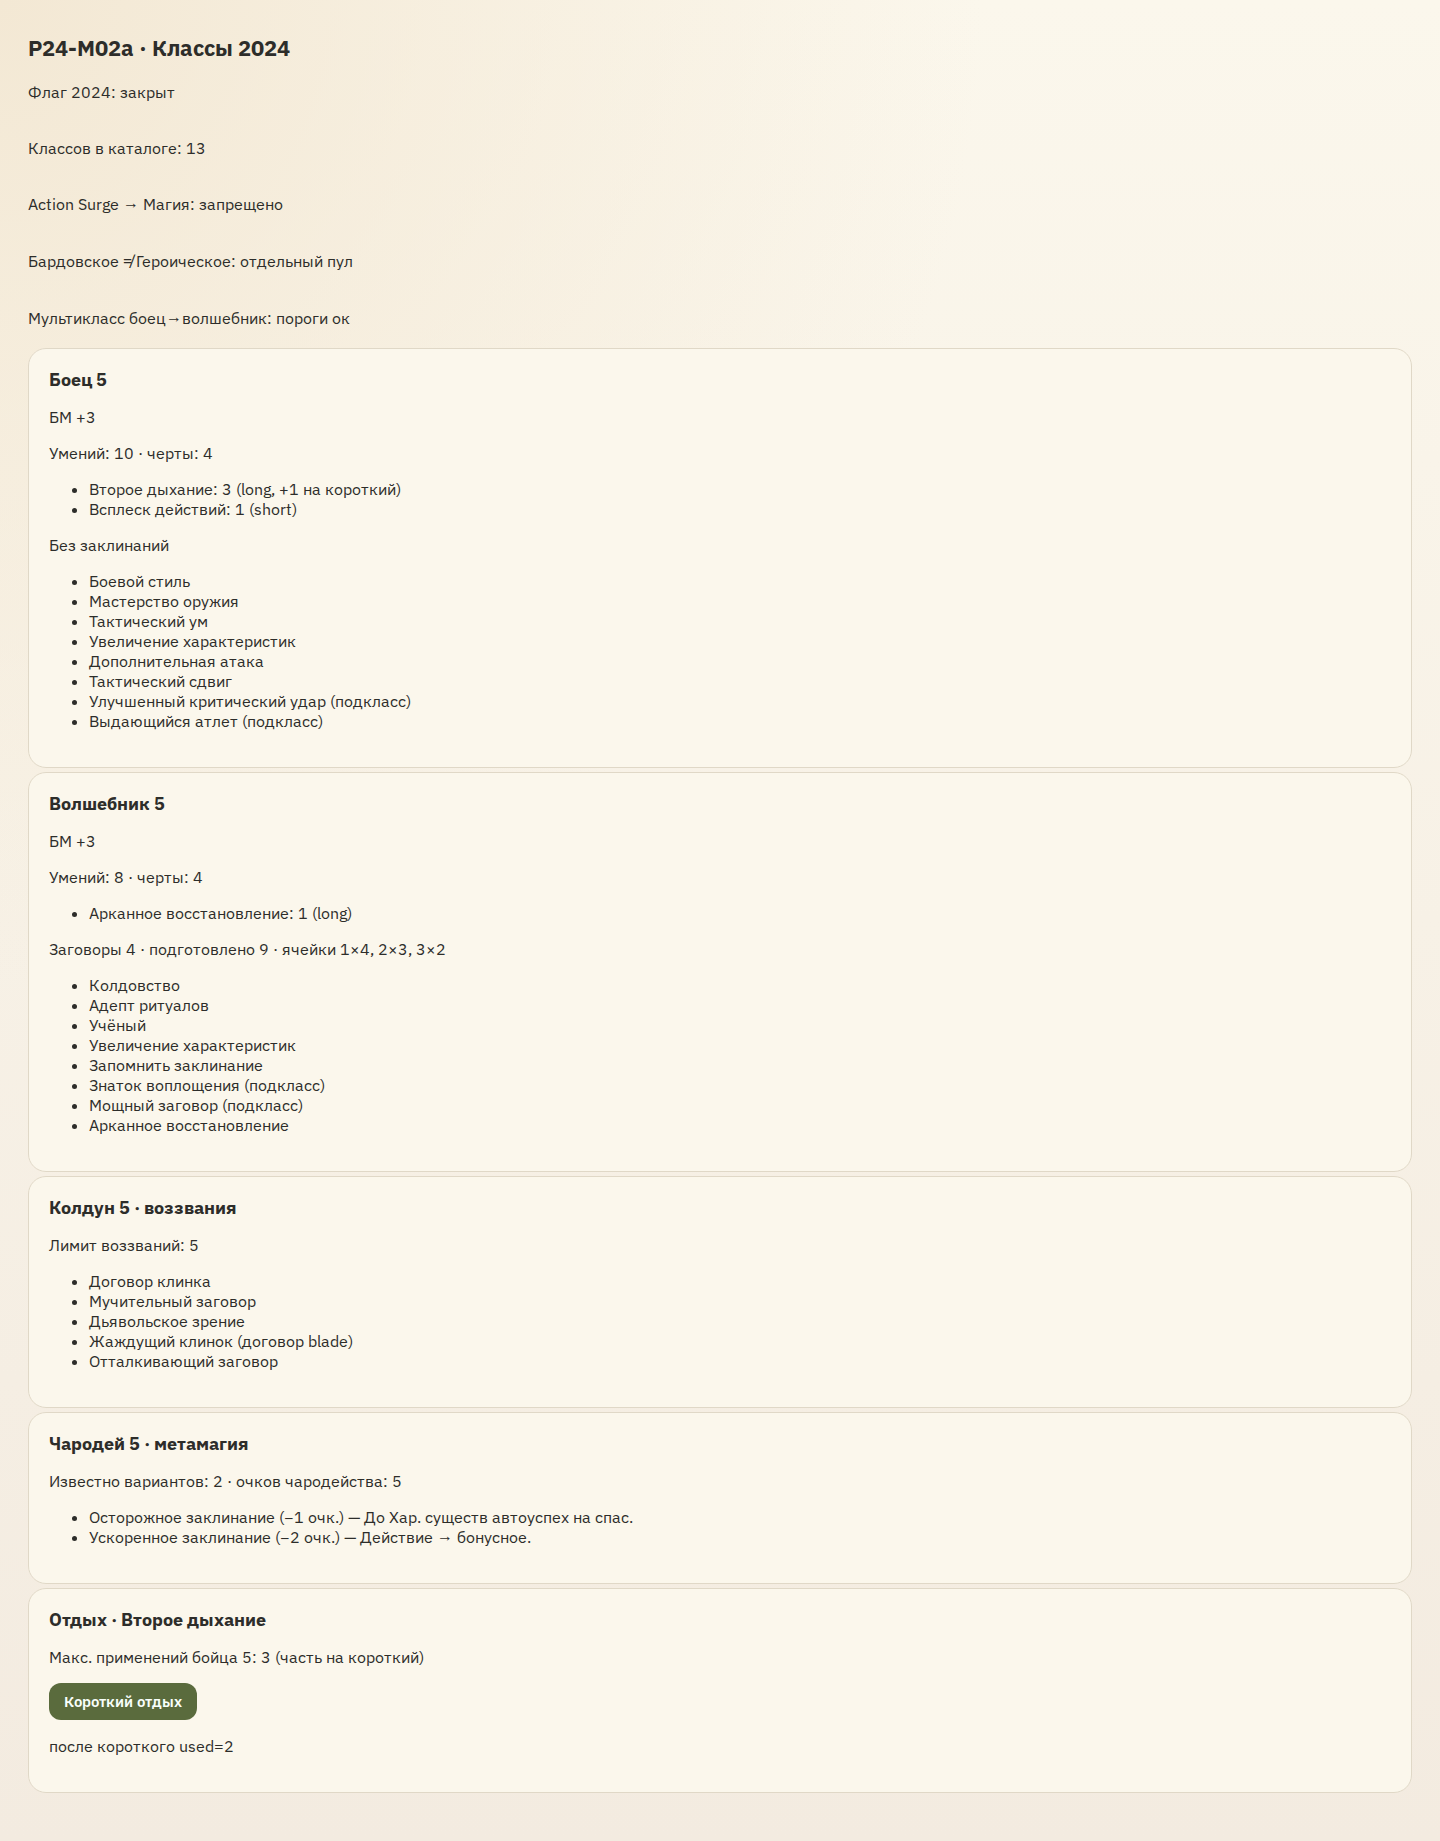 P24-M02a · Классы 2024
Флаг 2024: закрыт
Классов в каталоге: 13
Action Surge → Магия: запрещено
Бардовское ≠ Героическое: отдельный пул
Мультикласс боец→волшебник: пороги ок
Боец 5
БМ +3
Умений: 10 · черты: 4
• Второе дыхание: 3 (long, +1 на короткий)
• Всплеск действий: 1 (short)
Без заклинаний
• Боевой стиль
• Мастерство оружия
• Тактический ум
• Увеличение характеристик
• Дополнительная атака
• Тактический сдвиг
• Улучшенный критический удар (подкласс)
• Выдающийся атлет (подкласс)
Волшебник 5
БМ +3
Умений: 8 · черты: 4
• Арканное восстановление: 1 (long)
Заговоры 4 · подготовлено 9 · ячейки 1×4, 2×3, 3×2
• Колдовство
• Адепт ритуалов
• Учёный
• Увеличение характеристик
• Запомнить заклинание
• Знаток воплощения (подкласс)
• Мощный заговор (подкласс)
• Арканное восстановление
Колдун 5 · воззвания
Лимит воззваний: 5
• Договор клинка
• Мучительный заговор
• Дьявольское зрение
• Жаждущий клинок (договор blade)
• Отталкивающий заговор
Чародей 5 · метамагия
Известно вариантов: 2 · очков чародейства: 5
• Осторожное заклинание (−1 очк.) — До Хар. существ автоуспех на спас.
• Ускоренное заклинание (−2 очк.) — Действие → бонусное.
Отдых · Второе дыхание
Макс. применений бойца 5: 3 (часть на короткий)
Короткий отдых
после короткого used=2